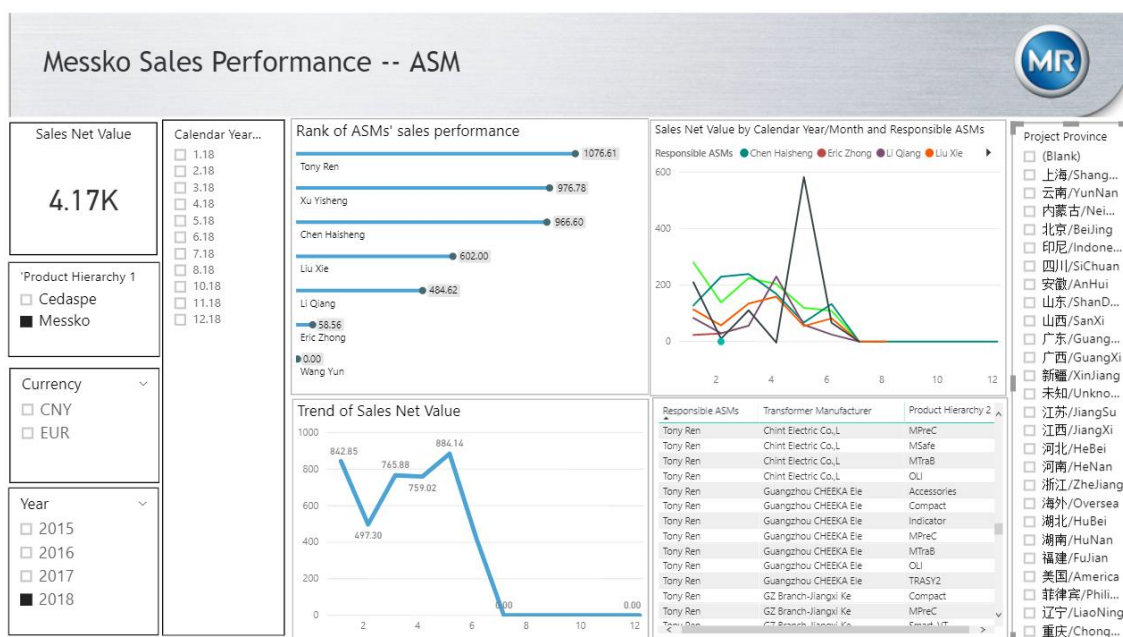 Messko Sales Performance -- ASM
MR
Sales Net Value
4.17K
'Product Hierarchy 1
Cedaspe
Messko
Currency
CNY
EUR
Year
2015
2016
2017
2018
Calendar Year...
1.18
2.18
3.18
4.18
5.18
6.18
7.18
8.18
10.18
11.18
12.18
Rank of ASMs' sales performance
1076.61
Tony Ren
976.78
Xu Yisheng
966.60
Chen Haisheng
602.00
Liu Xie
484.62
Li Qiang
58.56
Eric Zhong
0.00
Wang Yun
Trend of Sales Net Value
1000
800
600
400
200
0
842.85
497.30
765.88
759.02
884.14
0.00
0.00
2 4 6 8 10 12
Sales Net Value by Calendar Year/Month and Responsible ASMs
Responsible ASMs Chen Haisheng Eric Zhong Li Qiang Liu Xie
600
400
200
0
2 4 6 8 10 12
Responsible ASMs Transformer Manufacturer Product Hierarchy 2
Tony Ren Chint Electric Co.,L MPreC
Tony Ren Chint Electric Co.,L MSafe
Tony Ren Chint Electric Co.,L MTraB
Tony Ren Chint Electric Co.,L OLI
Tony Ren Guangzhou CHEEKA Ele Accessories
Tony Ren Guangzhou CHEEKA Ele Compact
Tony Ren Guangzhou CHEEKA Ele Indicator
Tony Ren Guangzhou CHEEKA Ele MPreC
Tony Ren Guangzhou CHEEKA Ele MTraB
Tony Ren Guangzhou CHEEKA Ele OLI
Tony Ren Guangzhou CHEEKA Ele TRASY2
Tony Ren GZ Branch-Jiangxi Ke Compact
Tony Ren GZ Branch-Jiangxi Ke MPreC
Tony Ren GZ Branch-Jiangxi Ke Smart VT
Project Province
(Blank)
上海/Shang...
云南/YunNan
内蒙古/Nei...
北京/BeiJing
印尼/Indone...
四川/SiChuan
安徽/AnHui
山东/ShanD...
山西/SanXi
广东/Guang...
广西/GuangXi
新疆/XinJiang
未知/Unkno...
江苏/JiangSu
江西/JiangXi
河北/HeBei
河南/HeNan
浙江/ZheJiang
海外/Oversea
湖北/HuBei
湖南/HuNan
福建/FuJian
美国/America
菲律宾/Phili...
辽宁/LiaoNing
重庆/Chong...